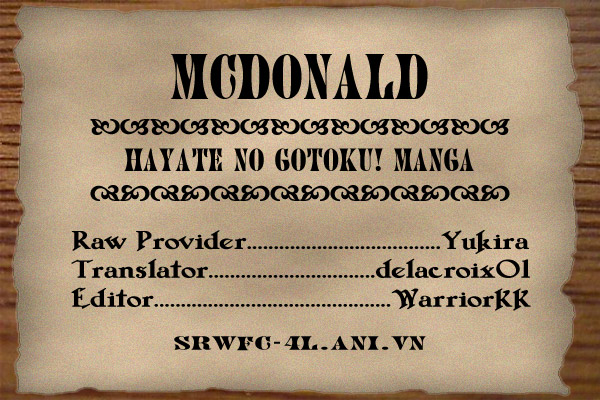 MCDONALD
HAYATE NO GOTOKU! MANGA
Raw Provider........................................Yukira
Translator..................................delacroix01
Editor.................................................WarriorKK
SRWFC-4L.ANI.VN